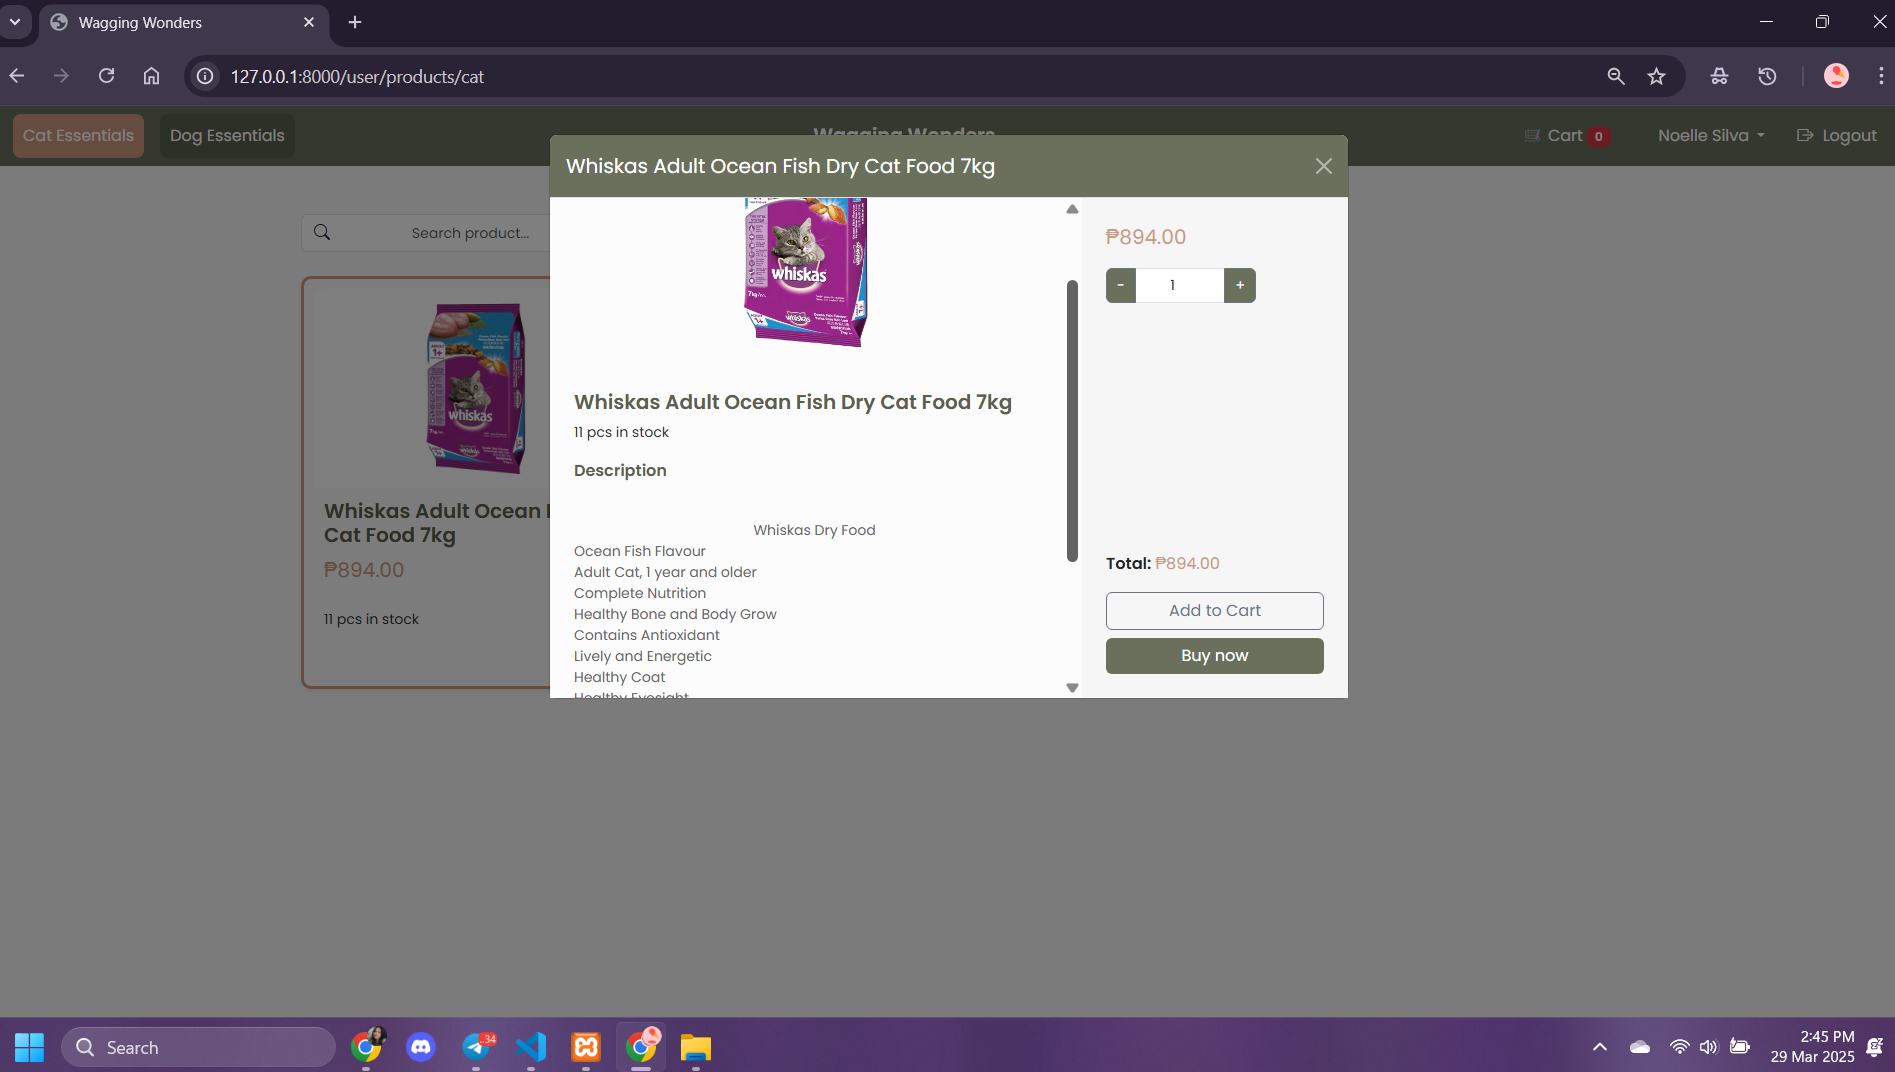 Wagging Wonders
127.0.0.1:8000/user/products/cat
Cat Essentials
Dog Essentials
Wagging Wonders
Cart 0
Noelle Silva
Logout
Search product...
whiskas
Whiskas Adult Ocean
Cat Food 7kg
₱894.00
11 pcs in stock
Whiskas Adult Ocean Fish Dry Cat Food 7kg
whiskas
Whiskas Adult Ocean Fish Dry Cat Food 7kg
11 pcs in stock
Description
Whiskas Dry Food
Ocean Fish Flavour
Adult Cat, 1 year and older
Complete Nutrition
Healthy Bone and Body Grow
Contains Antioxidant
Lively and Energetic
Healthy Coat
Healthy Eyesight
₱894.00
- 1 +
Total: ₱894.00
Add to Cart
Buy now
Search
34
2:45 PM
29 Mar 2025